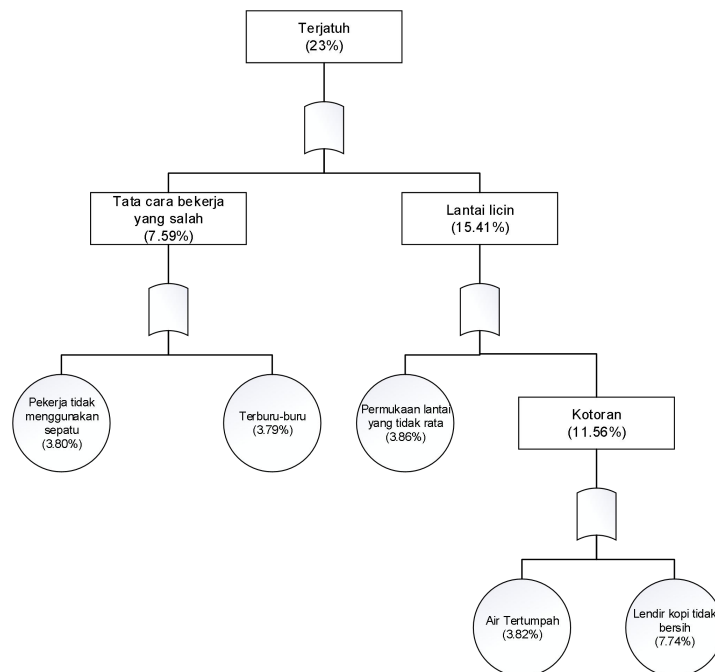 Terjatuh
(23%)
Tata cara bekerja
yang salah
(7.59%)
Lantai licin
(15.41%)
Pekerja tidak
menggunakan
sepatu
(3.80%)
Terburu-buru
(3.79%)
Permukaan lantai
yang tidak rata
(3.86%)
Kotoran
(11.56%)
Air Tertumpah
(3.82%)
Lendir kopi tidak
bersih
(7.74%)